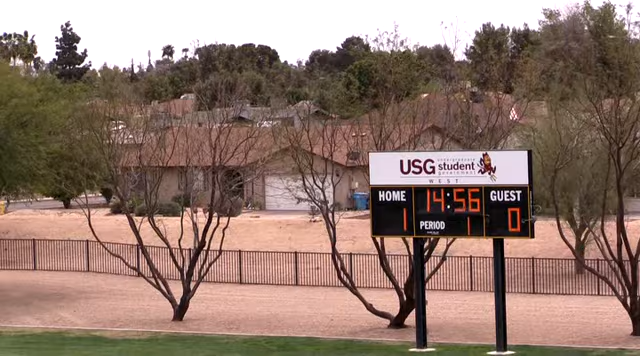 USG undergraduate
student
government
WEST
HOME 14:56 GUEST
1 PERIOD 1 0